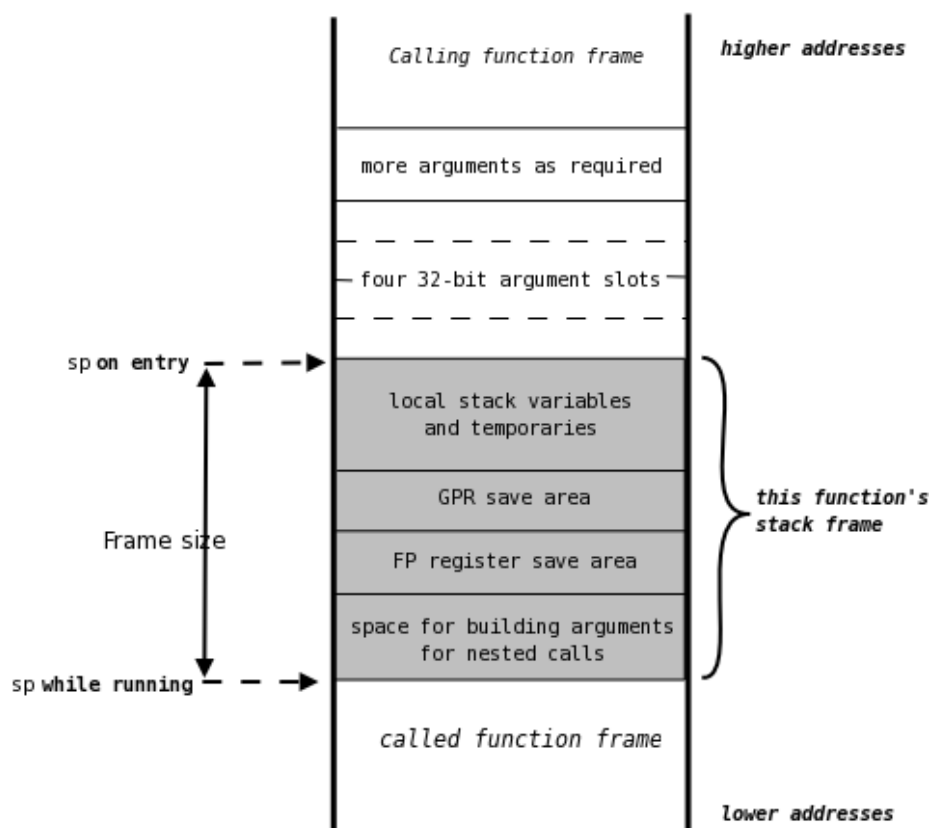 Calling function frame
higher addresses
more arguments as required
four 32-bit argument slots
sp on entry
local stack variables
and temporaries
GPR save area
this function's
stack frame
Frame size
FP register save area
space for building arguments
for nested calls
sp while running
called function frame
lower addresses